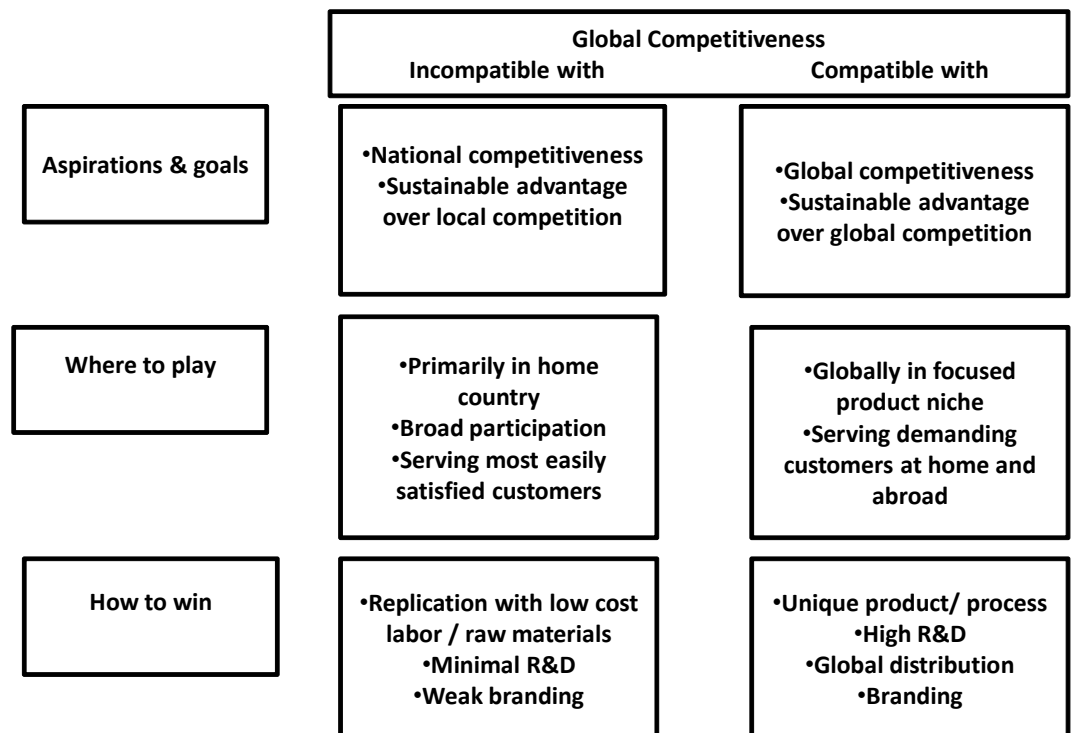 Global Competitiveness
Incompatible with Compatible with
Aspirations & goals
•National competitiveness
•Sustainable advantage
over local competition
•Global competitiveness
•Sustainable advantage
over global competition
Where to play
•Primarily in home
country
•Broad participation
•Serving most easily
satisfied customers
•Globally in focused
product niche
•Serving demanding
customers at home and
abroad
How to win
•Replication with low cost
labor / raw materials
•Minimal R&D
•Weak branding
•Unique product/ process
•High R&D
•Global distribution
•Branding